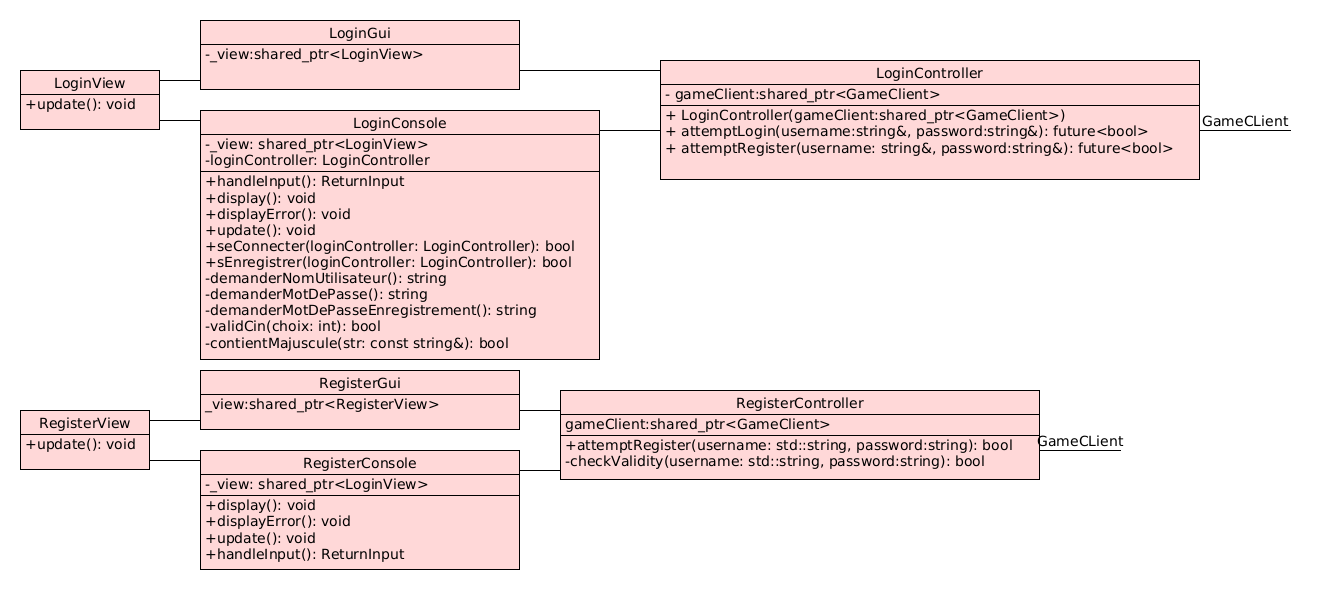 LoginGui
-_view:shared_ptr<LoginView>
LoginView
+update(): void
LoginController
- gameClient:shared_ptr<GameClient>
+ LoginController(gameClient:shared_ptr<GameClient>)
+ attemptLogin(username:string&, password:string&): future<bool>
+ attemptRegister(username: string&, password:string&): future<bool>
GameCLient
LoginConsole
-_view: shared_ptr<LoginView>
-loginController: LoginController
+handleInput(): ReturnInput
+display(): void
+displayError(): void
+update(): void
+seConnecter(loginController: LoginController): bool
+sEnregistrer(loginController: LoginController): bool
-demanderNomUtilisateur(): string
-demanderMotDePasse(): string
-demanderMotDePasseEnregistrement(): string
-validCin(choix: int): bool
-contientMajuscule(str: const string&): bool
RegisterGui
_view:shared_ptr<RegisterView>
RegisterView
+update(): void
RegisterController
gameClient:shared_ptr<GameClient>
+attemptRegister(username: std::string, password:string): bool
-checkValidity(username: std::string, password:string): bool
GameCLient
RegisterConsole
-_view: shared_ptr<LoginView>
+display(): void
+displayError(): void
+update(): void
+handleInput(): ReturnInput